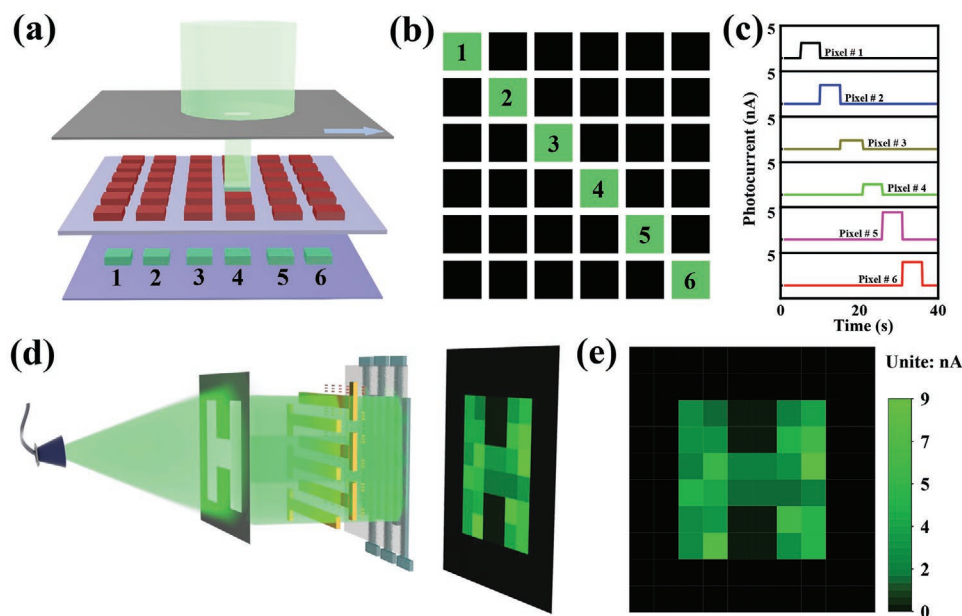 (a)
1 2 3 4 5 6
(b)
1
2
3
4
5
6
(c)
Photocurrent (nA)
5
Pixel # 1
5
Pixel # 2
5
Pixel # 3
5
Pixel # 4
5
Pixel # 5
5
Pixel # 6
0 20 40
Time (s)
(d)
H
(e)
Unite: nA
9
7
5
4
2
0